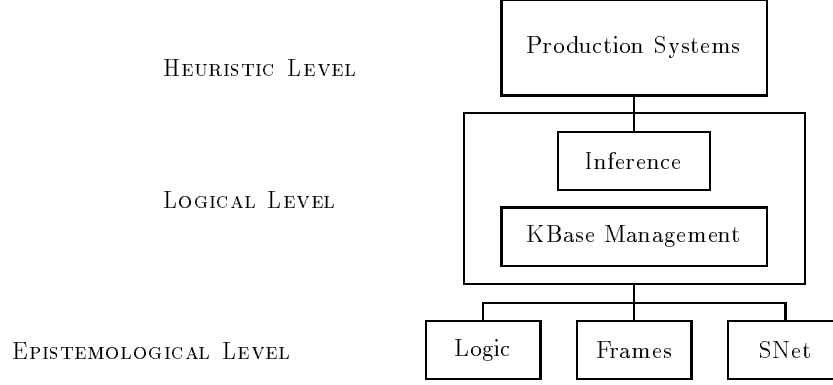 Production Systems
HEURISTIC LEVEL
Inference
LOGICAL LEVEL
KBase Management
EPISTEMOLOGICAL LEVEL
Logic
Frames
SNet